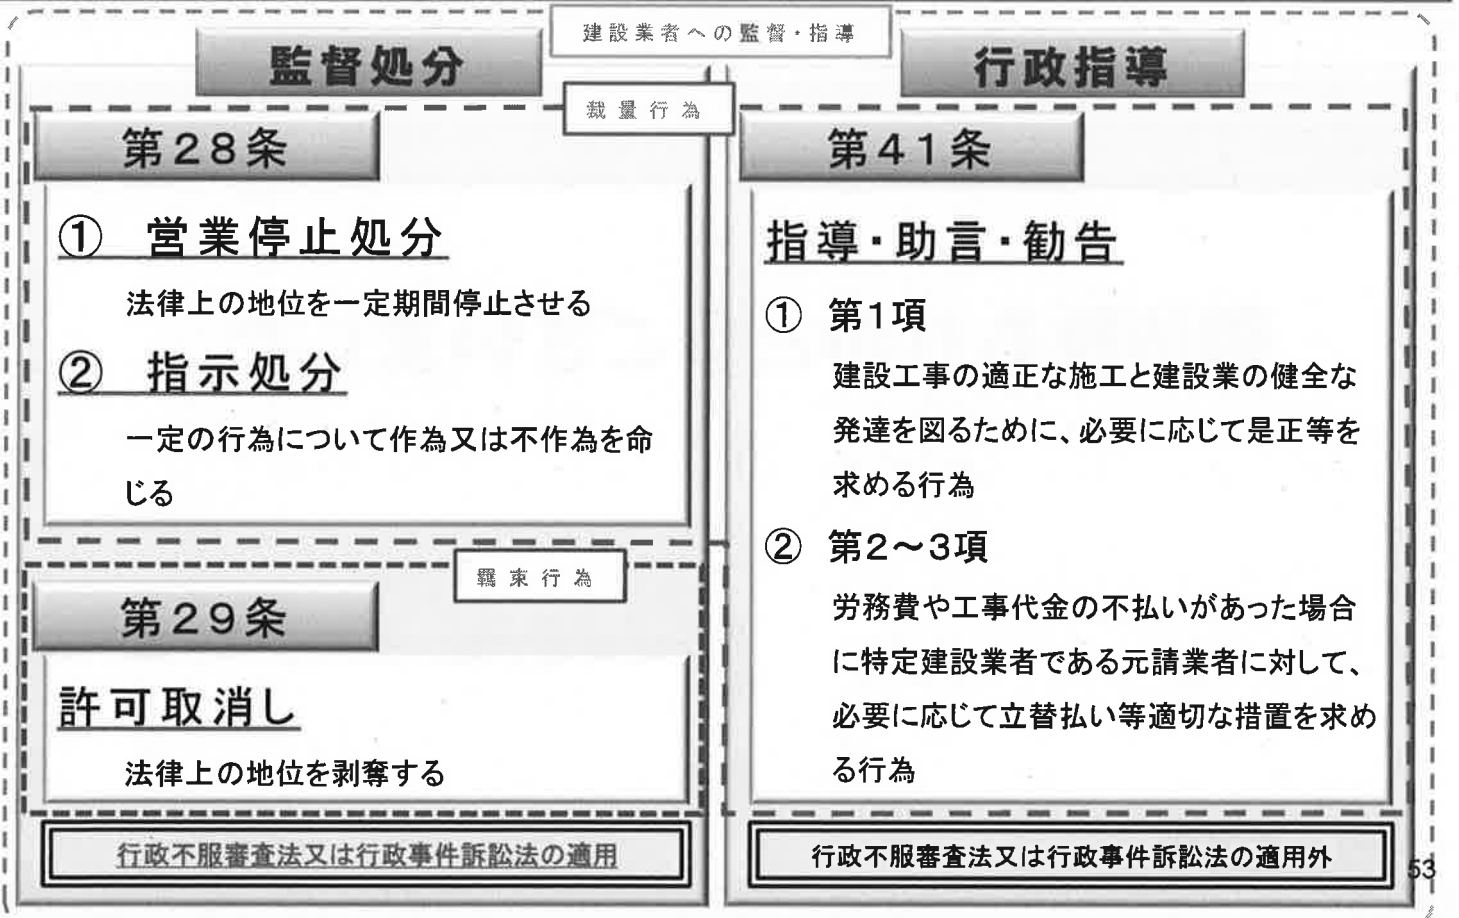 建設業者への監督・指導
監督処分
裁量行為
第28条
① 営業停止処分
法律上の地位を一定期間停止させる
② 指示処分
一定の行為について作為又は不作為を命
じる
羈束行為
第29条
許可取消し
法律上の地位を剥奪する
行政不服審査法又は行政事件訴訟法の適用
行政指導
第41条
指導・助言・勧告
① 第1項
建設工事の適正な施工と建設業の健全な
発達を図るために、必要に応じて是正等を
求める行為
② 第2～3項
労務費や工事代金の不払いがあった場合
に特定建設業者である元請業者に対して、
必要に応じて立替払い等適切な措置を求め
る行為
行政不服審査法又は行政事件訴訟法の適用外
53